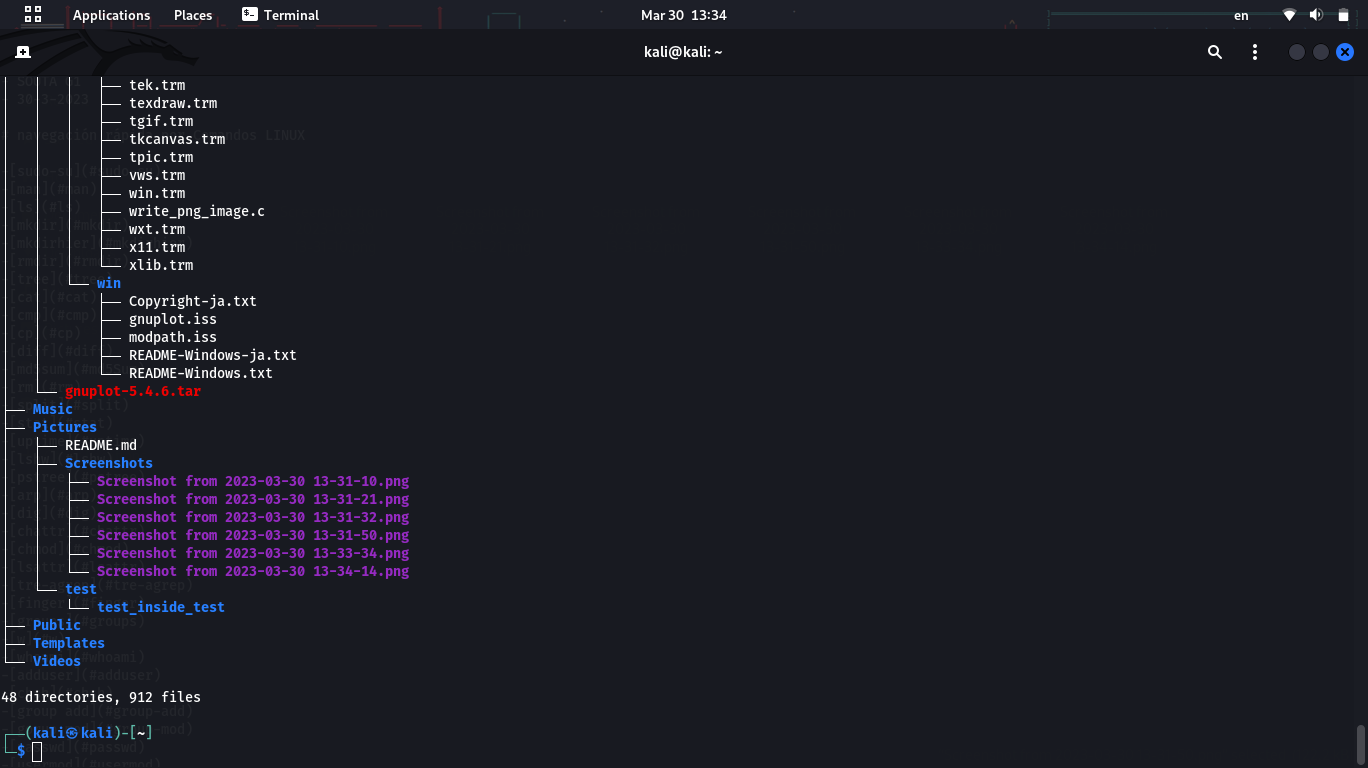 Applications Places Terminal Mar 30 13:34 en
kali@kali: ~
tek.trm
texdraw.trm
tgif.trm
tkcanvas.trm
tpic.trm
vws.trm
win.trm
write_png_image.c
wxt.trm
x11.trm
xlib.trm
win
Copyright-ja.txt
gnuplot.iss
modpath.iss
README-Windows-ja.txt
README-Windows.txt
gnuplot-5.4.6.tar
Music
Pictures
README.md
Screenshots
Screenshot from 2023-03-30 13-31-10.png
Screenshot from 2023-03-30 13-31-21.png
Screenshot from 2023-03-30 13-31-32.png
Screenshot from 2023-03-30 13-31-50.png
Screenshot from 2023-03-30 13-33-34.png
Screenshot from 2023-03-30 13-34-14.png
test
test_inside_test
Public
Templates
Videos
48 directories, 912 files
(kali㉿kali)-[~]
$